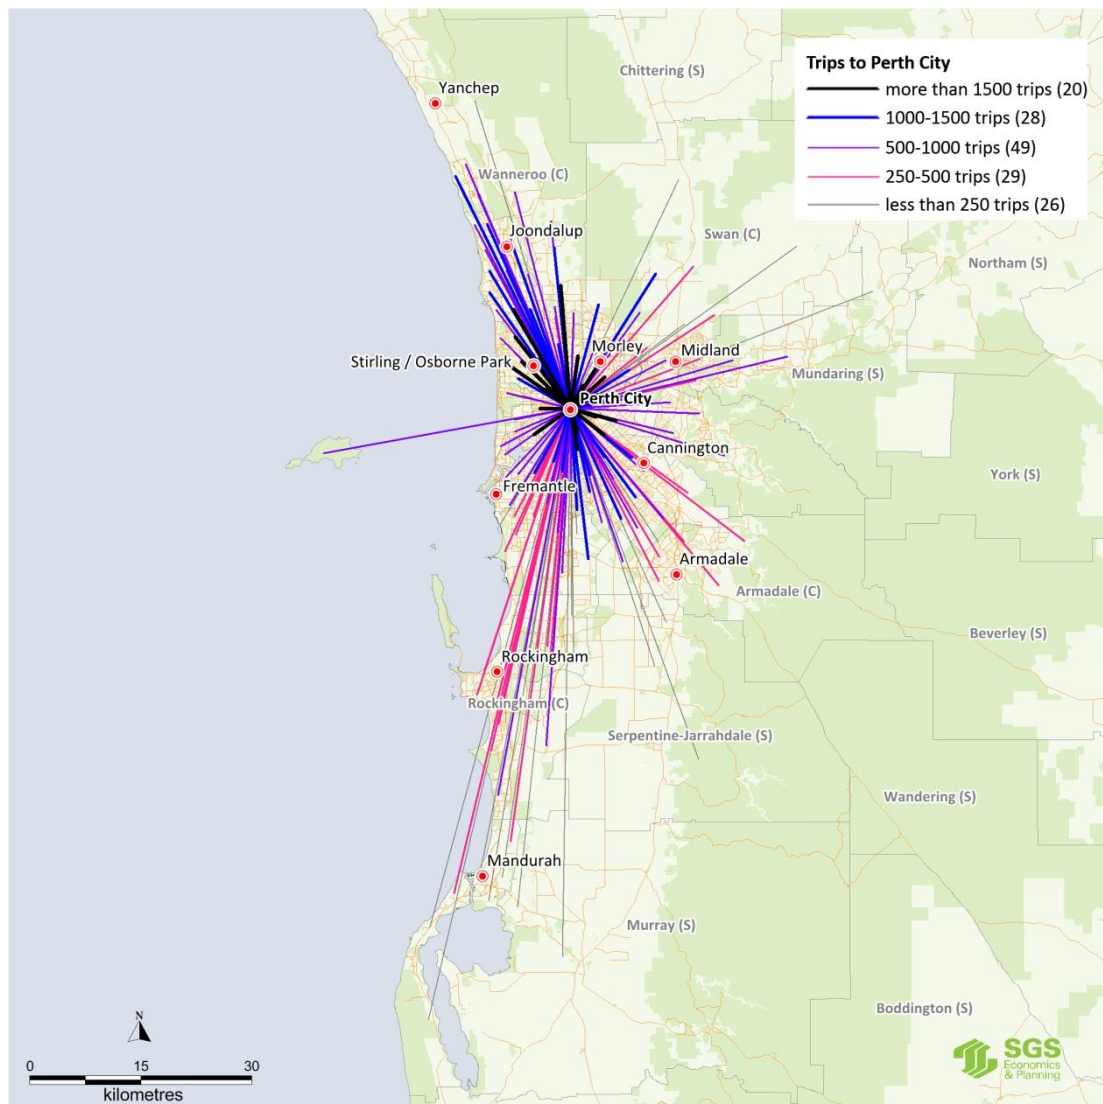 Trips to Perth City
more than 1500 trips (20)
1000-1500 trips (28)
500-1000 trips (49)
250-500 trips (29)
less than 250 trips (26)
Chittering (S)
Yanchep
Wanneroo (C)
Joondalup
Swan (C)
Northam (S)
Stirling / Osborne Park
Morley
Midland
Mundaring (S)
Perth City
Cannington
York (S)
Fremantle
Armadale
Armadale (C)
Beverley (S)
Rockingham
Rockingham (C)
Serpentine-Jarrahdale (S)
Wandering (S)
Mandurah
Murray (S)
Boddington (S)
N
0 15 30
kilometres
SGS
Economics
& Planning